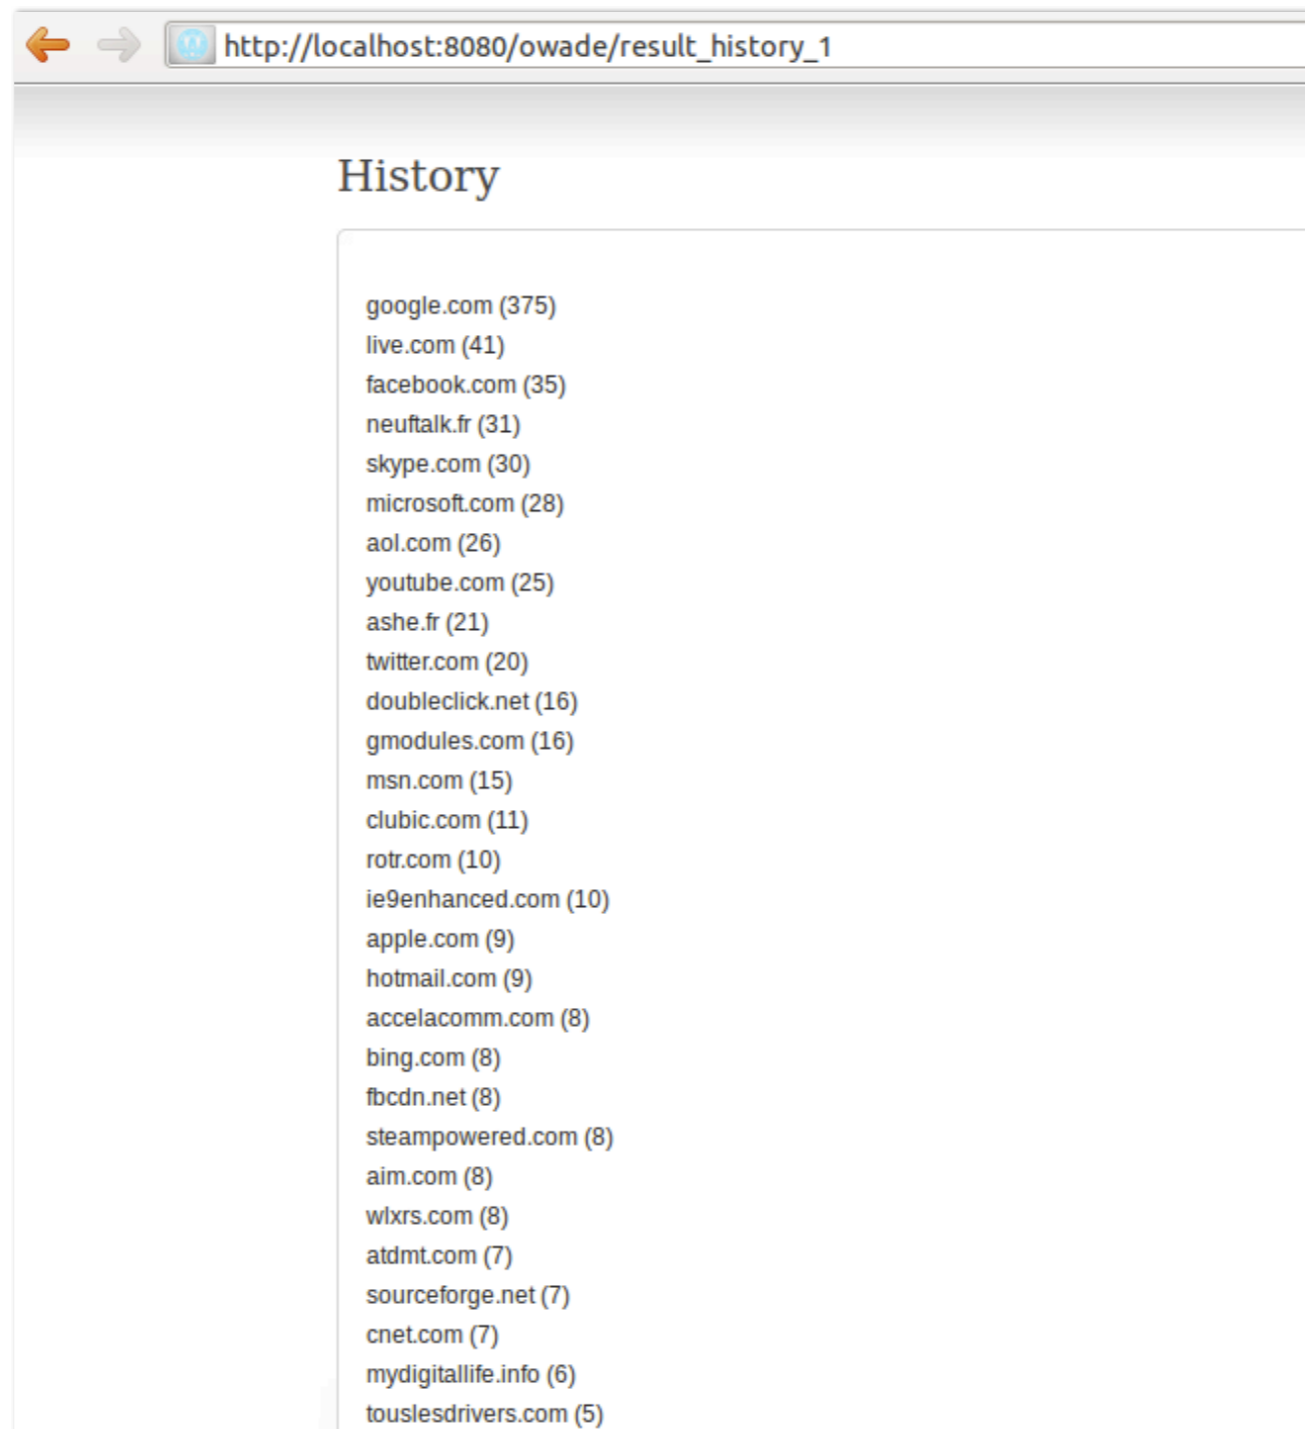 http://localhost:8080/owade/result_history_1
History
google.com (375)
live.com (41)
facebook.com (35)
neuftalk.fr (31)
skype.com (30)
microsoft.com (28)
aol.com (26)
youtube.com (25)
ashe.fr (21)
twitter.com (20)
doubleclick.net (16)
gmodules.com (16)
msn.com (15)
clubic.com (11)
rotr.com (10)
ie9enhanced.com (10)
apple.com (9)
hotmail.com (9)
accelacomm.com (8)
bing.com (8)
fbcdn.net (8)
steampowered.com (8)
aim.com (8)
wlxrs.com (8)
atdmt.com (7)
sourceforge.net (7)
cnet.com (7)
mydigitallife.info (6)
touslesdrivers.com (5)